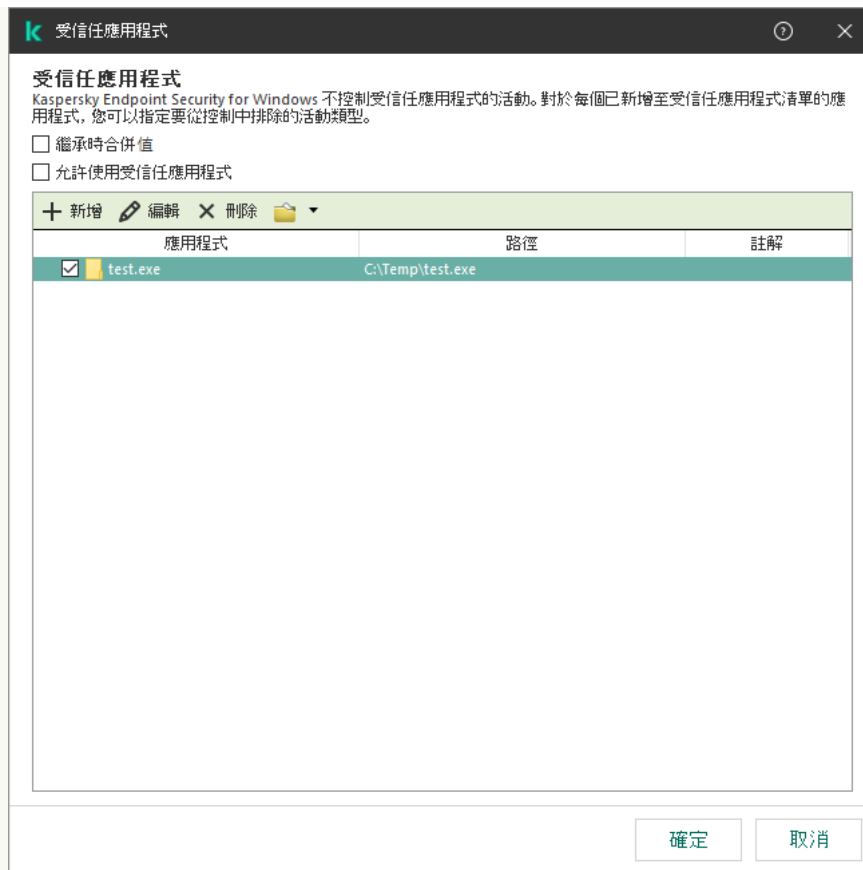 受信任應用程式
受信任應用程式
Kaspersky Endpoint Security for Windows 不控制受信任應用程式的活動。對於每個已新增至受信任應用程式清單的應
用程式, 您可以指定要從控制中排除的活動類型。
繼承時合併值
允許使用受信任應用程式
新增 編輯 刪除
應用程式 路徑 註解
test.exe C:\Temp\test.exe
確定 取消